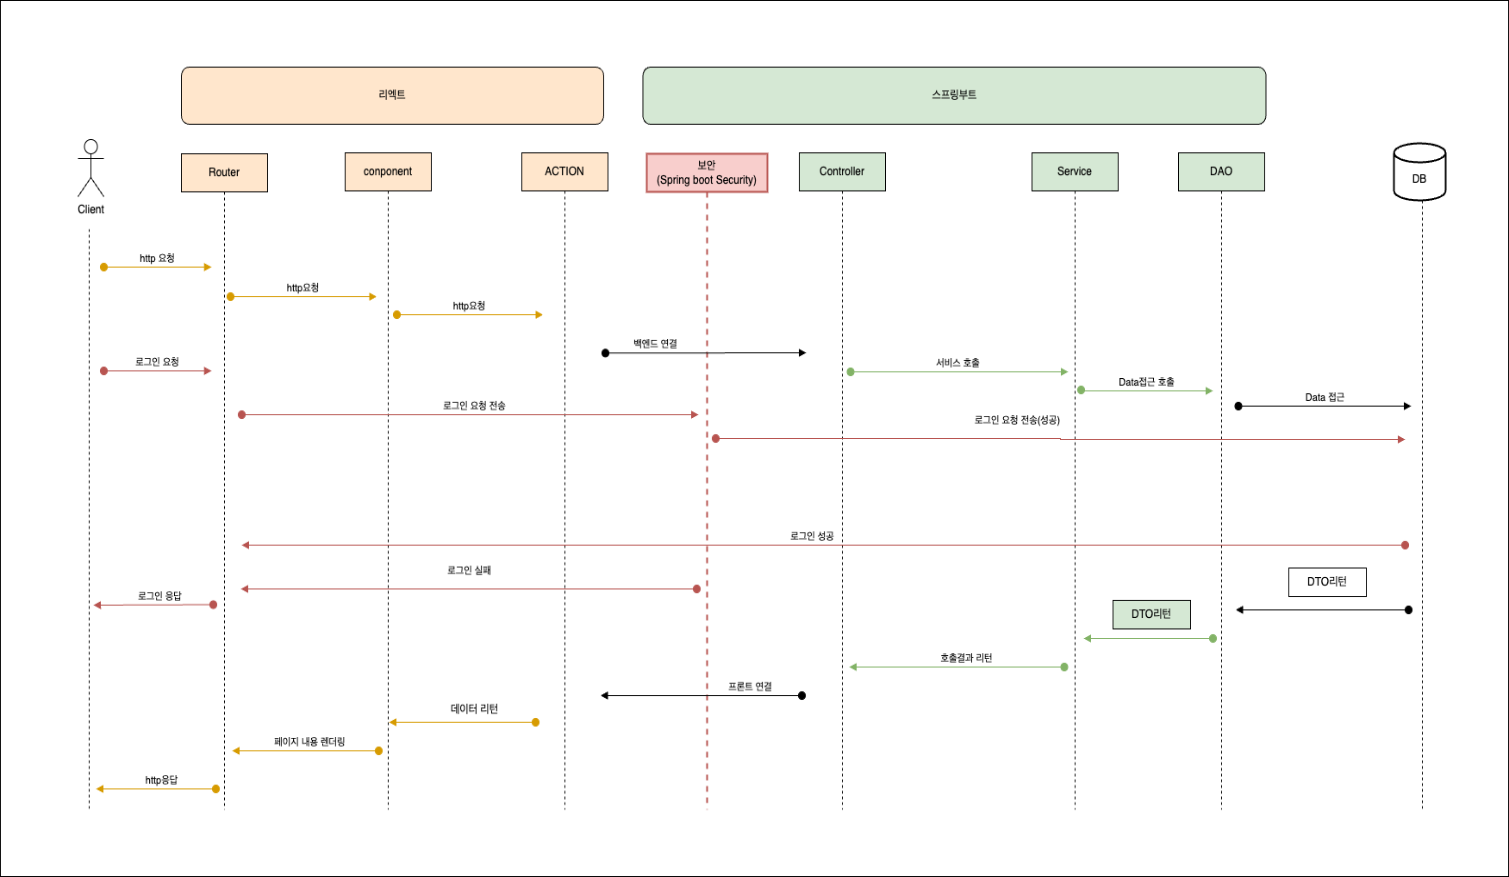 리엑트
스프링부트
Client
Router
conponent
ACTION
보안
(Spring boot Security)
Controller
Service
DAO
DB
http 요청
http요청
http요청
백엔드 연결
로그인 요청
서비스 호출
Data접근 호출
Data 접근
로그인 요청 전송
로그인 요청 전송(성공)
로그인 성공
로그인 실패
DTO리턴
로그인 응답
DTO리턴
호출결과 리턴
프론트 연결
데이터 리턴
페이지 내용 렌더링
http응답